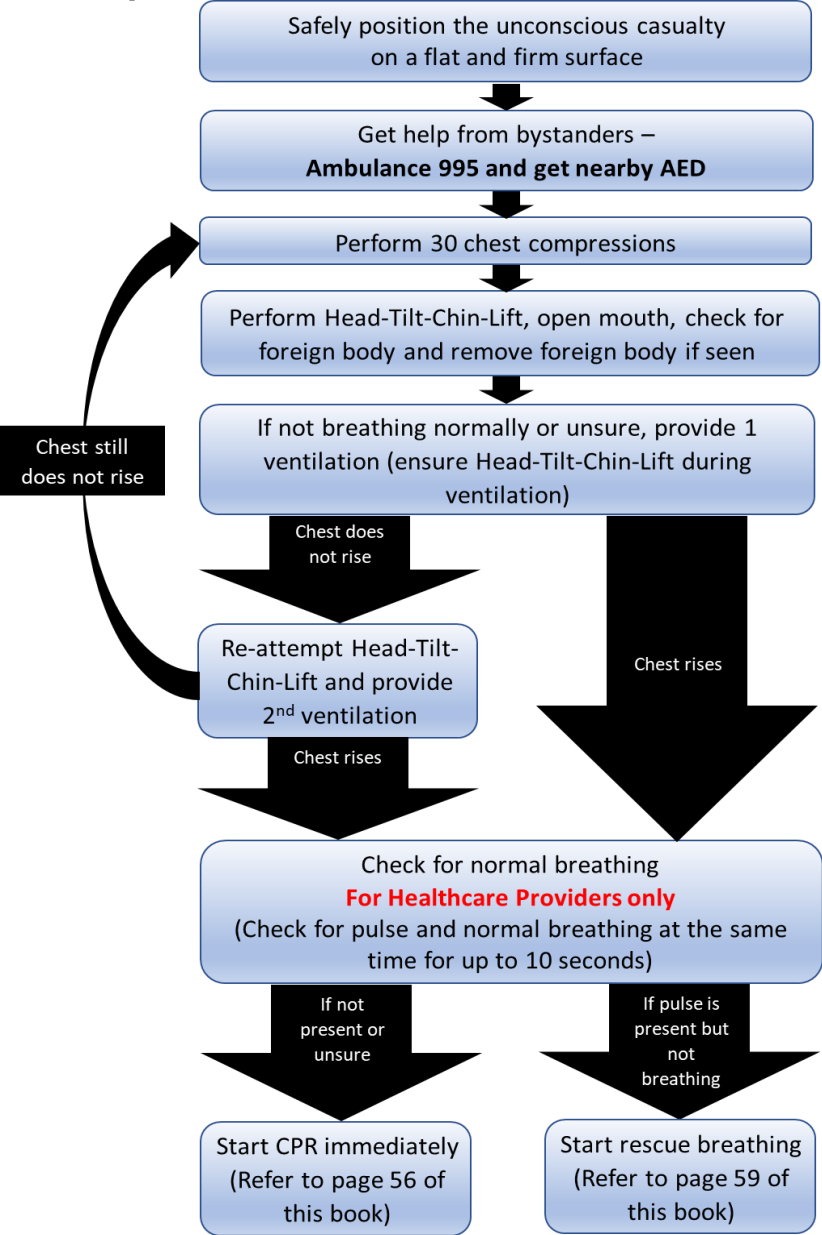 Safely position the unconscious casualty
on a flat and firm surface
Get help from bystanders –
Ambulance 995 and get nearby AED
Perform 30 chest compressions
Perform Head-Tilt-Chin-Lift, open mouth, check for
foreign body and remove foreign body if seen
If not breathing normally or unsure, provide 1
ventilation (ensure Head-Tilt-Chin-Lift during
ventilation)
Chest still
does not rise
Chest does
not rise
Re-attempt Head-Tilt-
Chin-Lift and provide
2nd ventilation
Chest rises
Chest rises
Check for normal breathing
For Healthcare Providers only
(Check for pulse and normal breathing at the same
time for up to 10 seconds)
If not
present or
unsure
If pulse is
present but
not
breathing
Start CPR immediately
(Refer to page 56 of
this book)
Start rescue breathing
(Refer to page 59 of
this book)